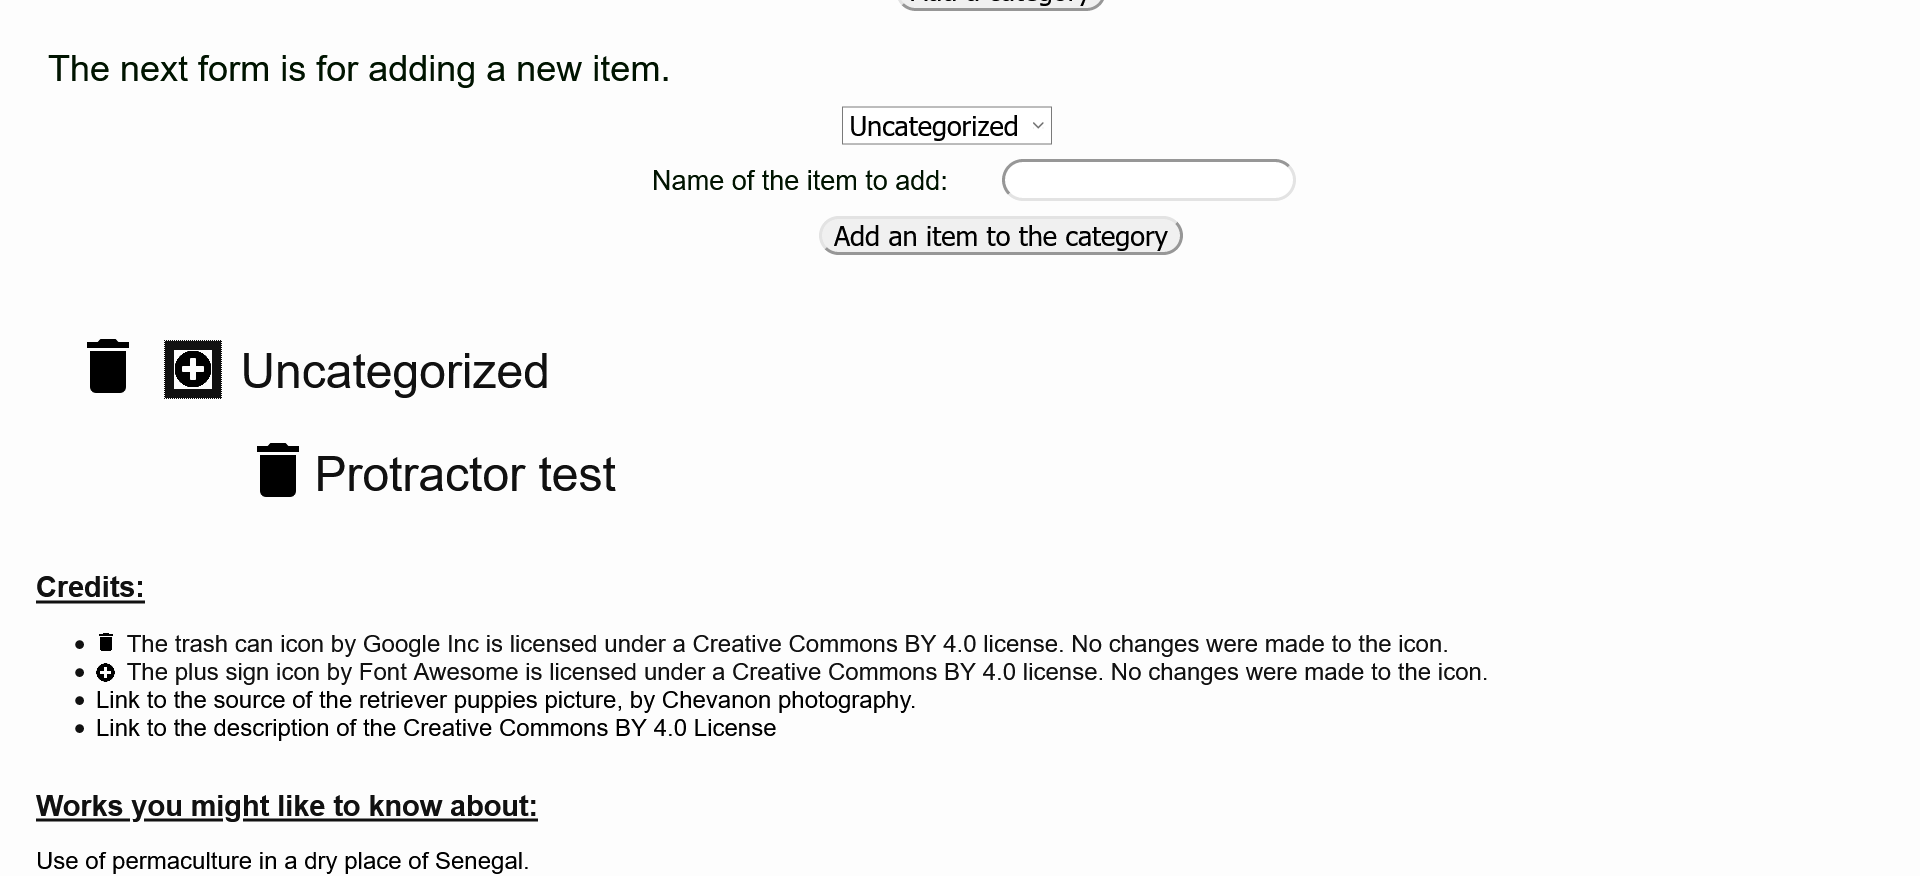 Add a category
The next form is for adding a new item.
Uncategorized
Name of the item to add:
Add an item to the category
Uncategorized
Protractor test
Credits:
The trash can icon by Google Inc is licensed under a Creative Commons BY 4.0 license. No changes were made to the icon.
The plus sign icon by Font Awesome is licensed under a Creative Commons BY 4.0 license. No changes were made to the icon.
Link to the source of the retriever puppies picture, by Chevanon photography.
Link to the description of the Creative Commons BY 4.0 License
Works you might like to know about:
Use of permaculture in a dry place of Senegal.